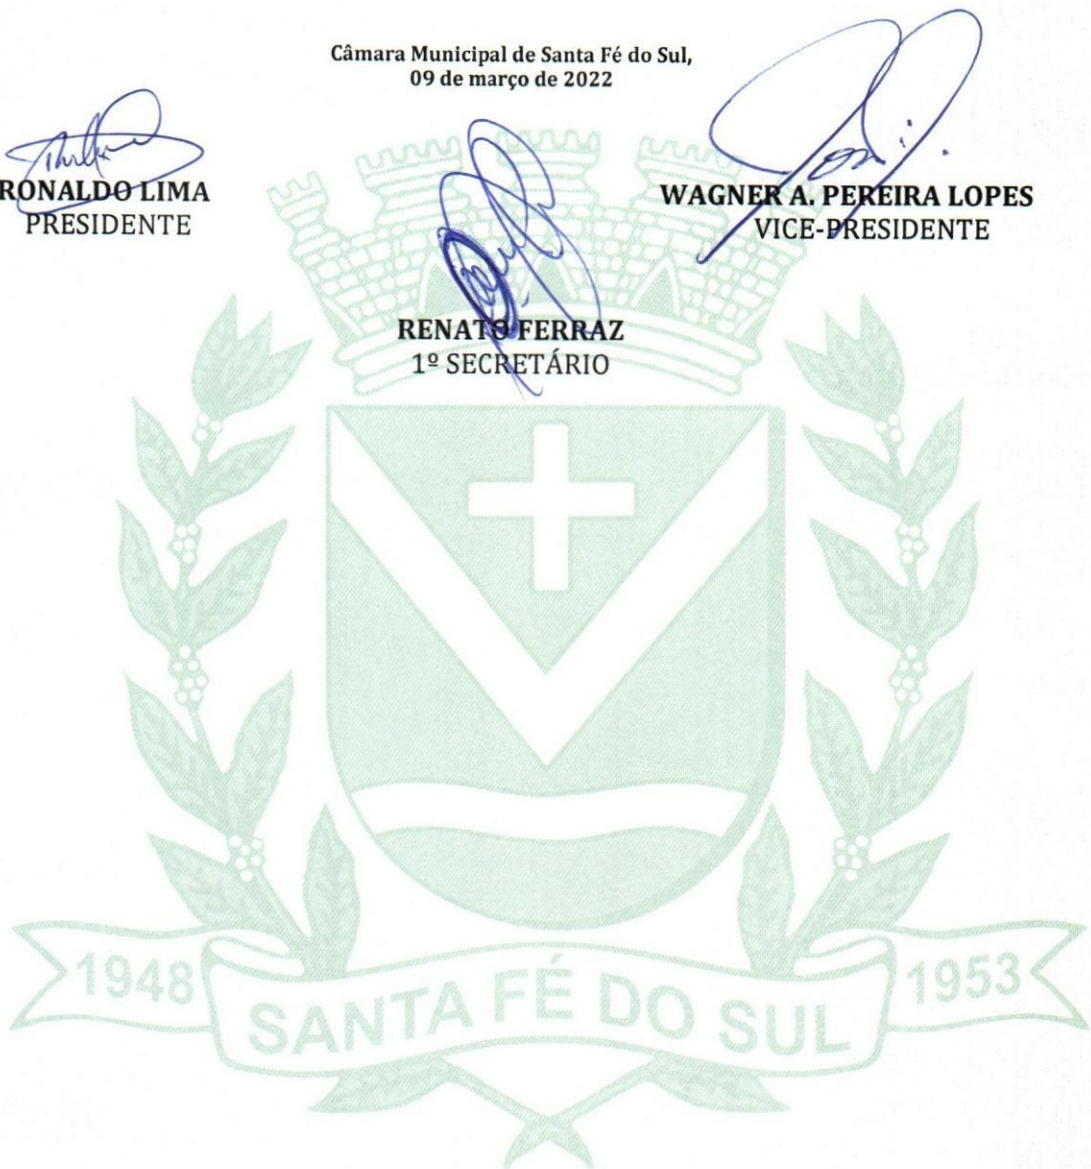 Câmara Municipal de Santa Fé do Sul,
09 de março de 2022
RONALDO LIMA
PRESIDENTE
WAGNER A. PEREIRA LOPES
VICE-PRESIDENTE
RENATO FERRAZ
1º SECRETÁRIO
1948
SANTA FÉ DO SUL
1953